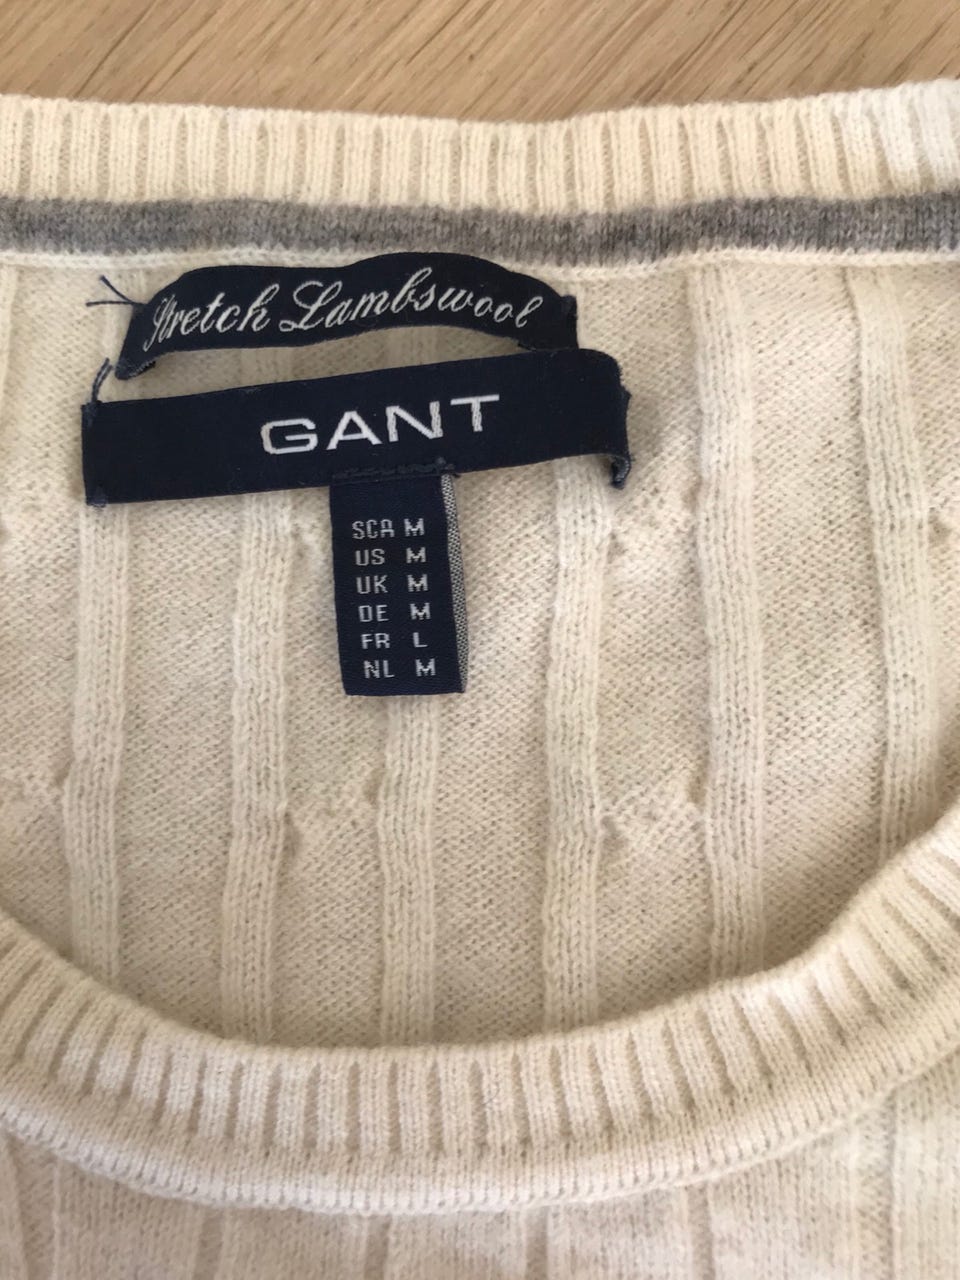 Stretch Lambswool
GANT
SCA M
US M
UK M
DE M
FR L
NL M